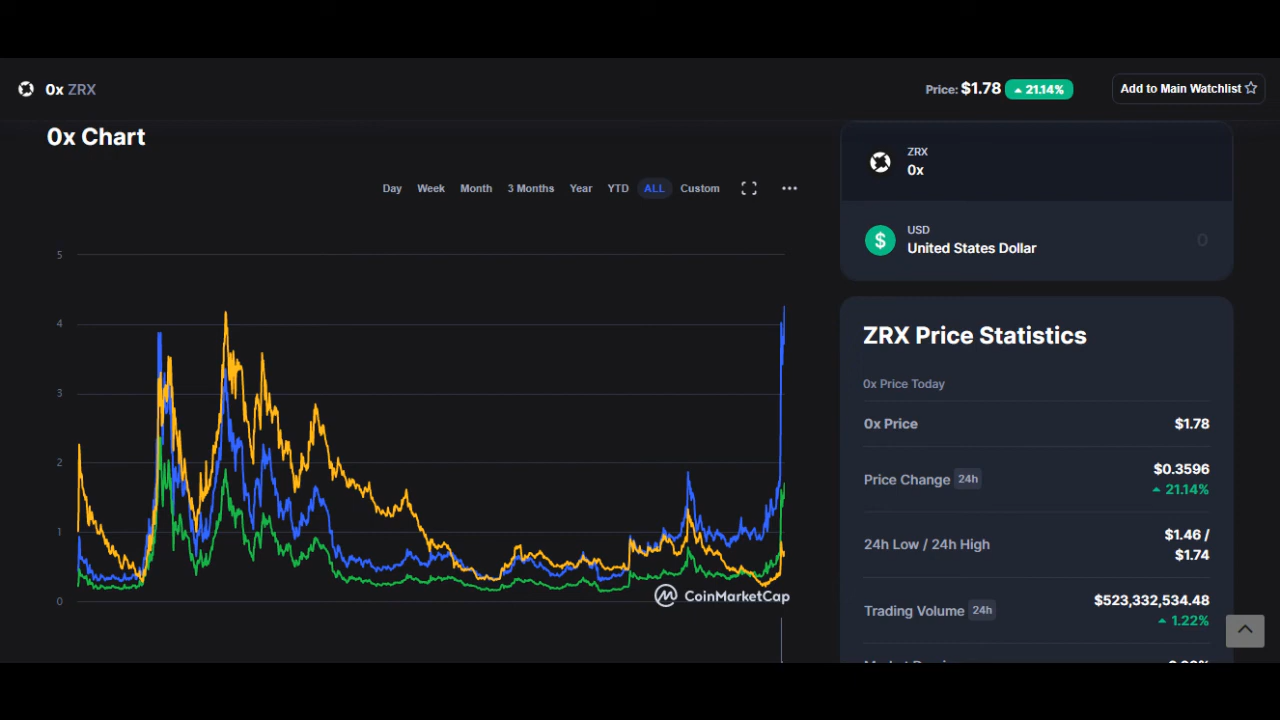 0x ZRX
Price: $1.78 21.14%
Add to Main Watchlist
0x Chart
Day Week Month 3 Months Year YTD ALL Custom
5
4
3
2
1
0
CoinMarketCap
ZRX
0x
USD
United States Dollar
0
ZRX Price Statistics
0x Price Today
0x Price $1.78
Price Change 24h $0.3596
21.14%
24h Low / 24h High $1.46 /
$1.74
Trading Volume 24h $523,332,534.48
1.22%